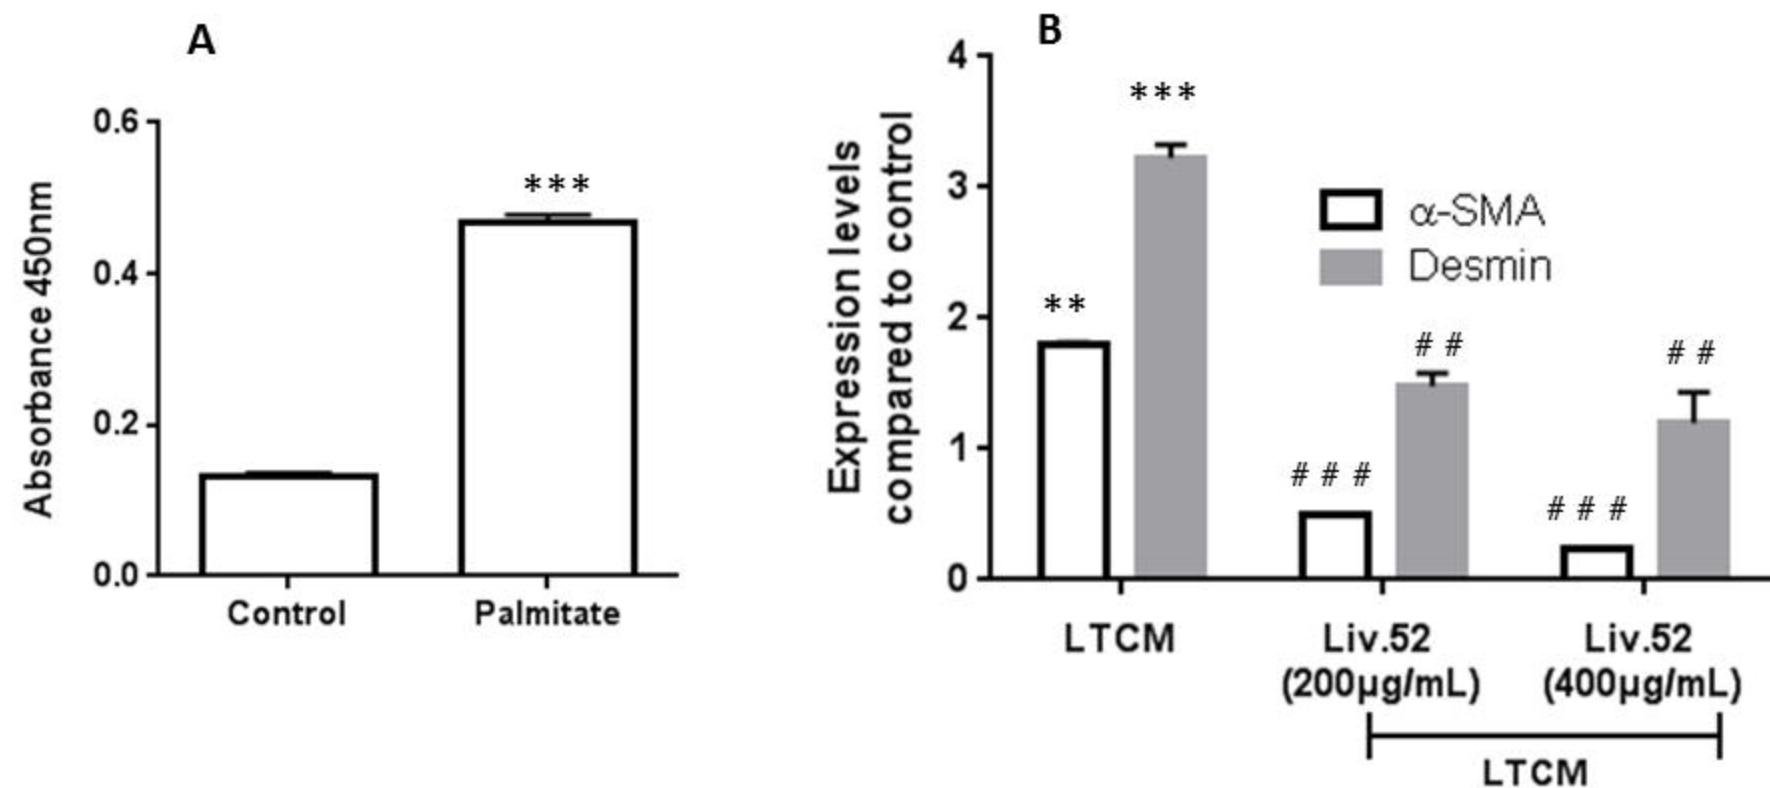 A
Absorbance 450nm
0.6
0.4
0.2
0.0
***
Control
Palmitate
B
Expression levels
compared to control
4
3
2
1
0
**
***
# # #
# #
# # #
# #
α-SMA
Desmin
LTCM
Liv.52
(200µg/mL)
Liv.52
(400µg/mL)
LTCM